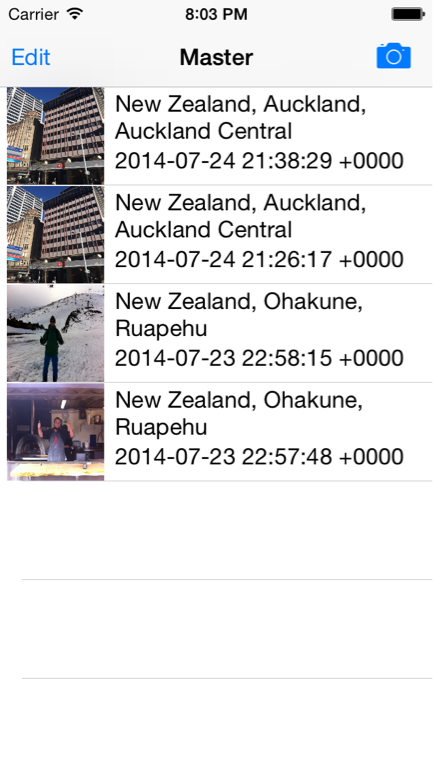 Carrier 8:03 PM
Edit Master
New Zealand, Auckland,
Auckland Central
2014-07-24 21:38:29 +0000
New Zealand, Auckland,
Auckland Central
2014-07-24 21:26:17 +0000
New Zealand, Ohakune,
Ruapehu
2014-07-23 22:58:15 +0000
New Zealand, Ohakune,
Ruapehu
2014-07-23 22:57:48 +0000